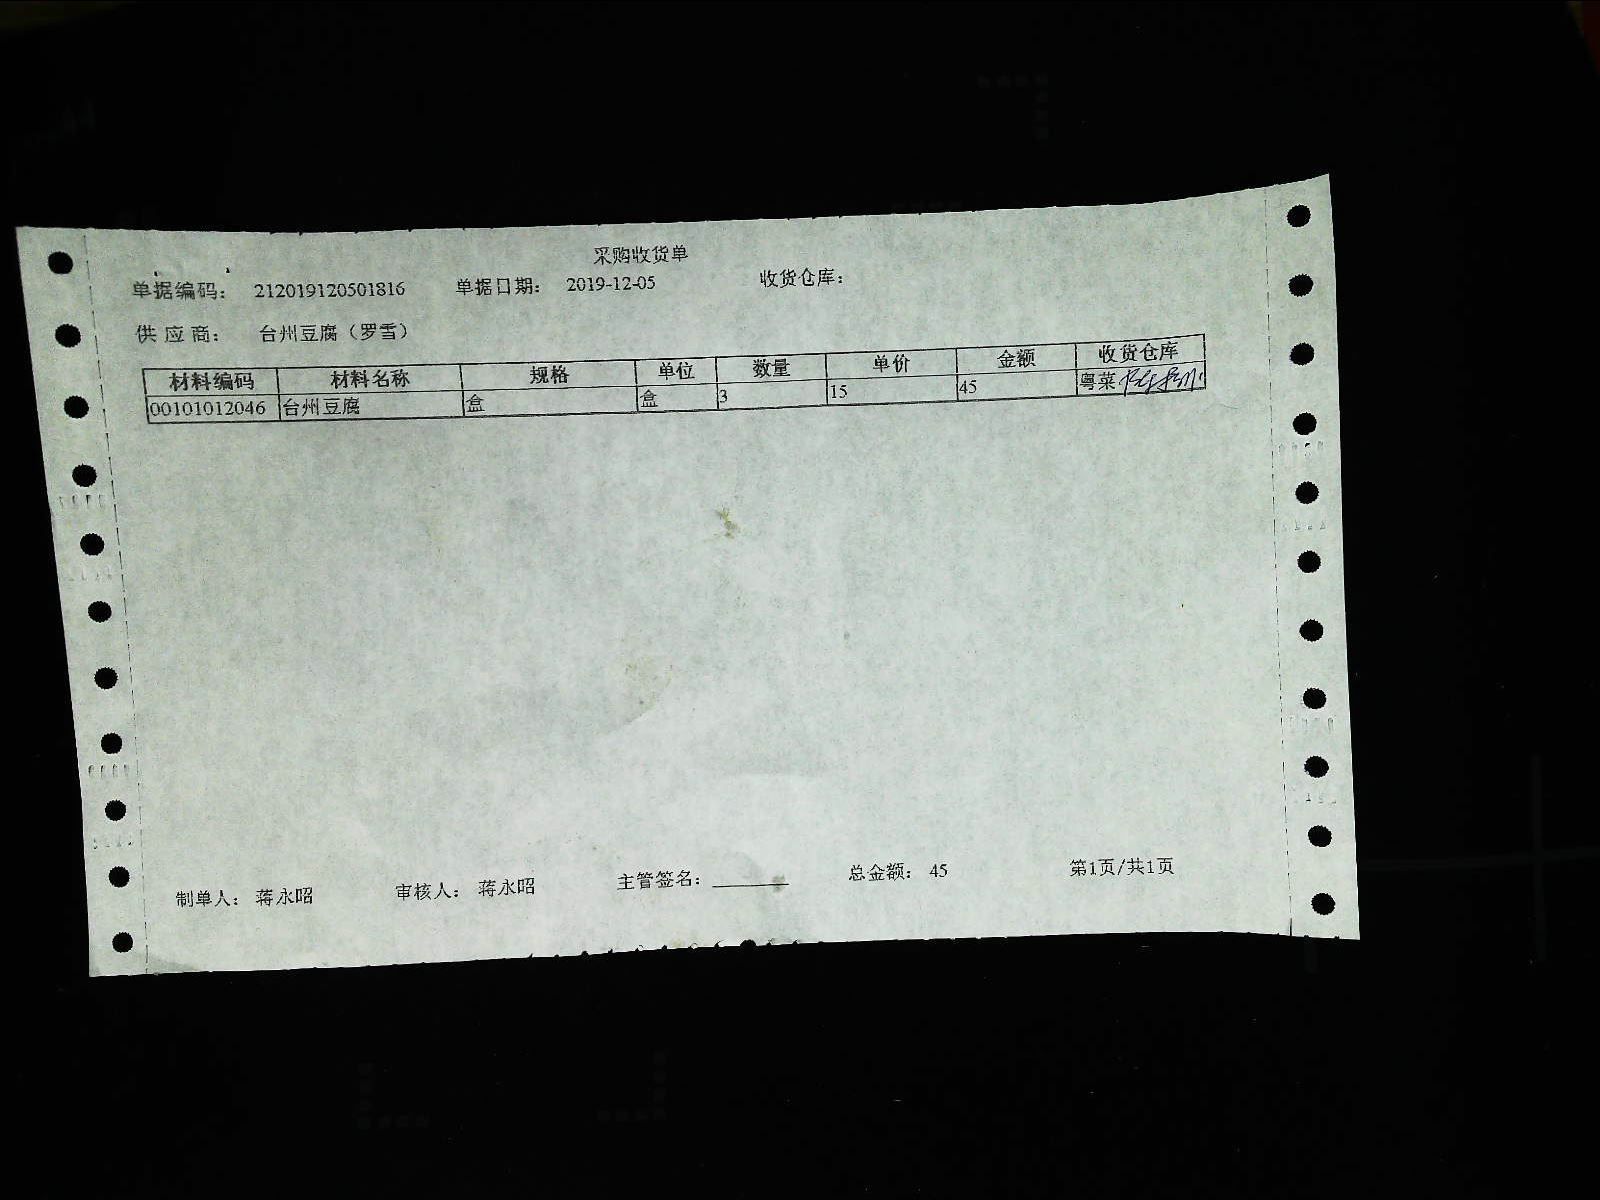 采购收货单
单据编码： 212019120501816 单据日期： 2019-12-05 收货仓库：
供应商： 台州豆腐（罗雪）
材料编码 材料名称 规格 单位 数量 单价 金额 收货仓库
00101012046 台州豆腐 盒 盒 3 15 45 粤菜
制单人： 蒋永昭 审核人： 蒋永昭 主管签名： 总金额： 45 第1页/共1页